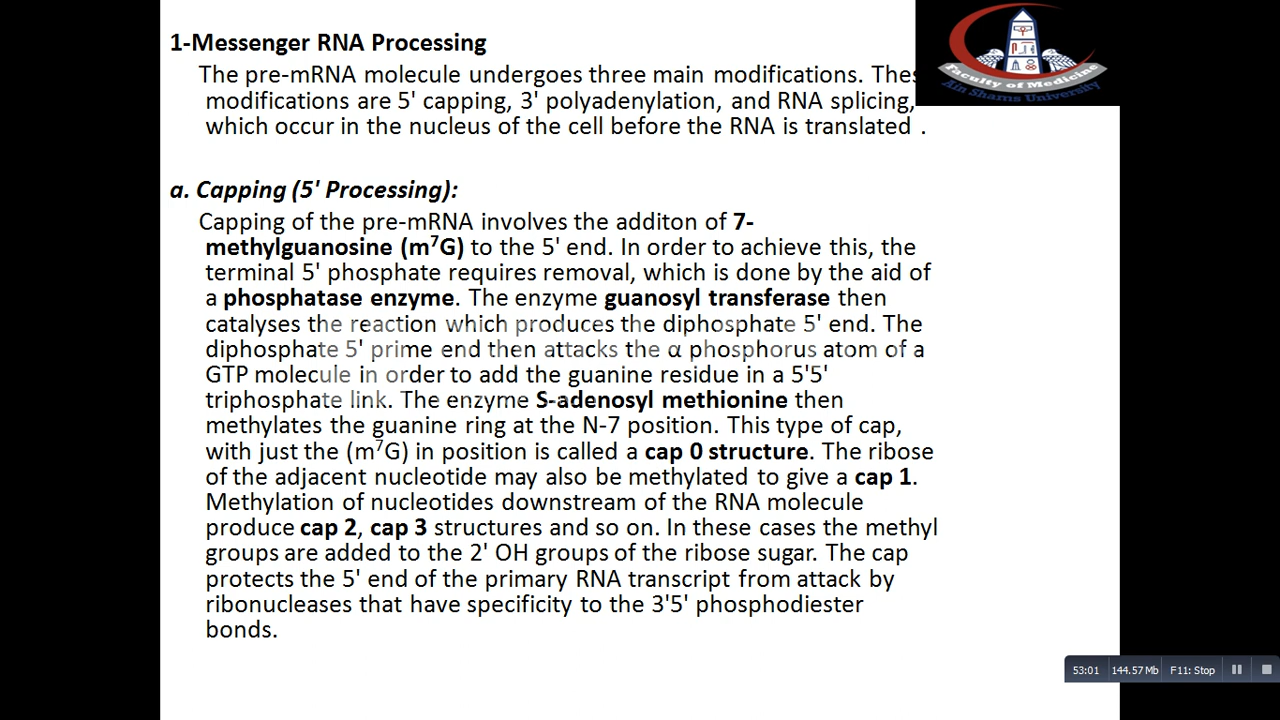 1-Messenger RNA Processing
The pre-mRNA molecule undergoes three main modifications. Thes
modifications are 5' capping, 3' polyadenylation, and RNA splicing,
which occur in the nucleus of the cell before the RNA is translated .
a. Capping (5' Processing):
Capping of the pre-mRNA involves the additon of 7-
methylguanosine (m⁷G) to the 5' end. In order to achieve this, the
terminal 5' phosphate requires removal, which is done by the aid of
a phosphatase enzyme. The enzyme guanosyl transferase then
catalyses the reaction which produces the diphosphate 5' end. The
diphosphate 5' prime end then attacks the α phosphorus atom of a
GTP molecule in order to add the guanine residue in a 5'5'
triphosphate link. The enzyme S-adenosyl methionine then
methylates the guanine ring at the N-7 position. This type of cap,
with just the (m⁷G) in position is called a cap 0 structure. The ribose
of the adjacent nucleotide may also be methylated to give a cap 1.
Methylation of nucleotides downstream of the RNA molecule
produce cap 2, cap 3 structures and so on. In these cases the methyl
groups are added to the 2' OH groups of the ribose sugar. The cap
protects the 5' end of the primary RNA transcript from attack by
ribonucleases that have specificity to the 3'5' phosphodiester
bonds.
Faculty of Medicine
Ain Shams University
53:01 144.57 Mb F11: Stop